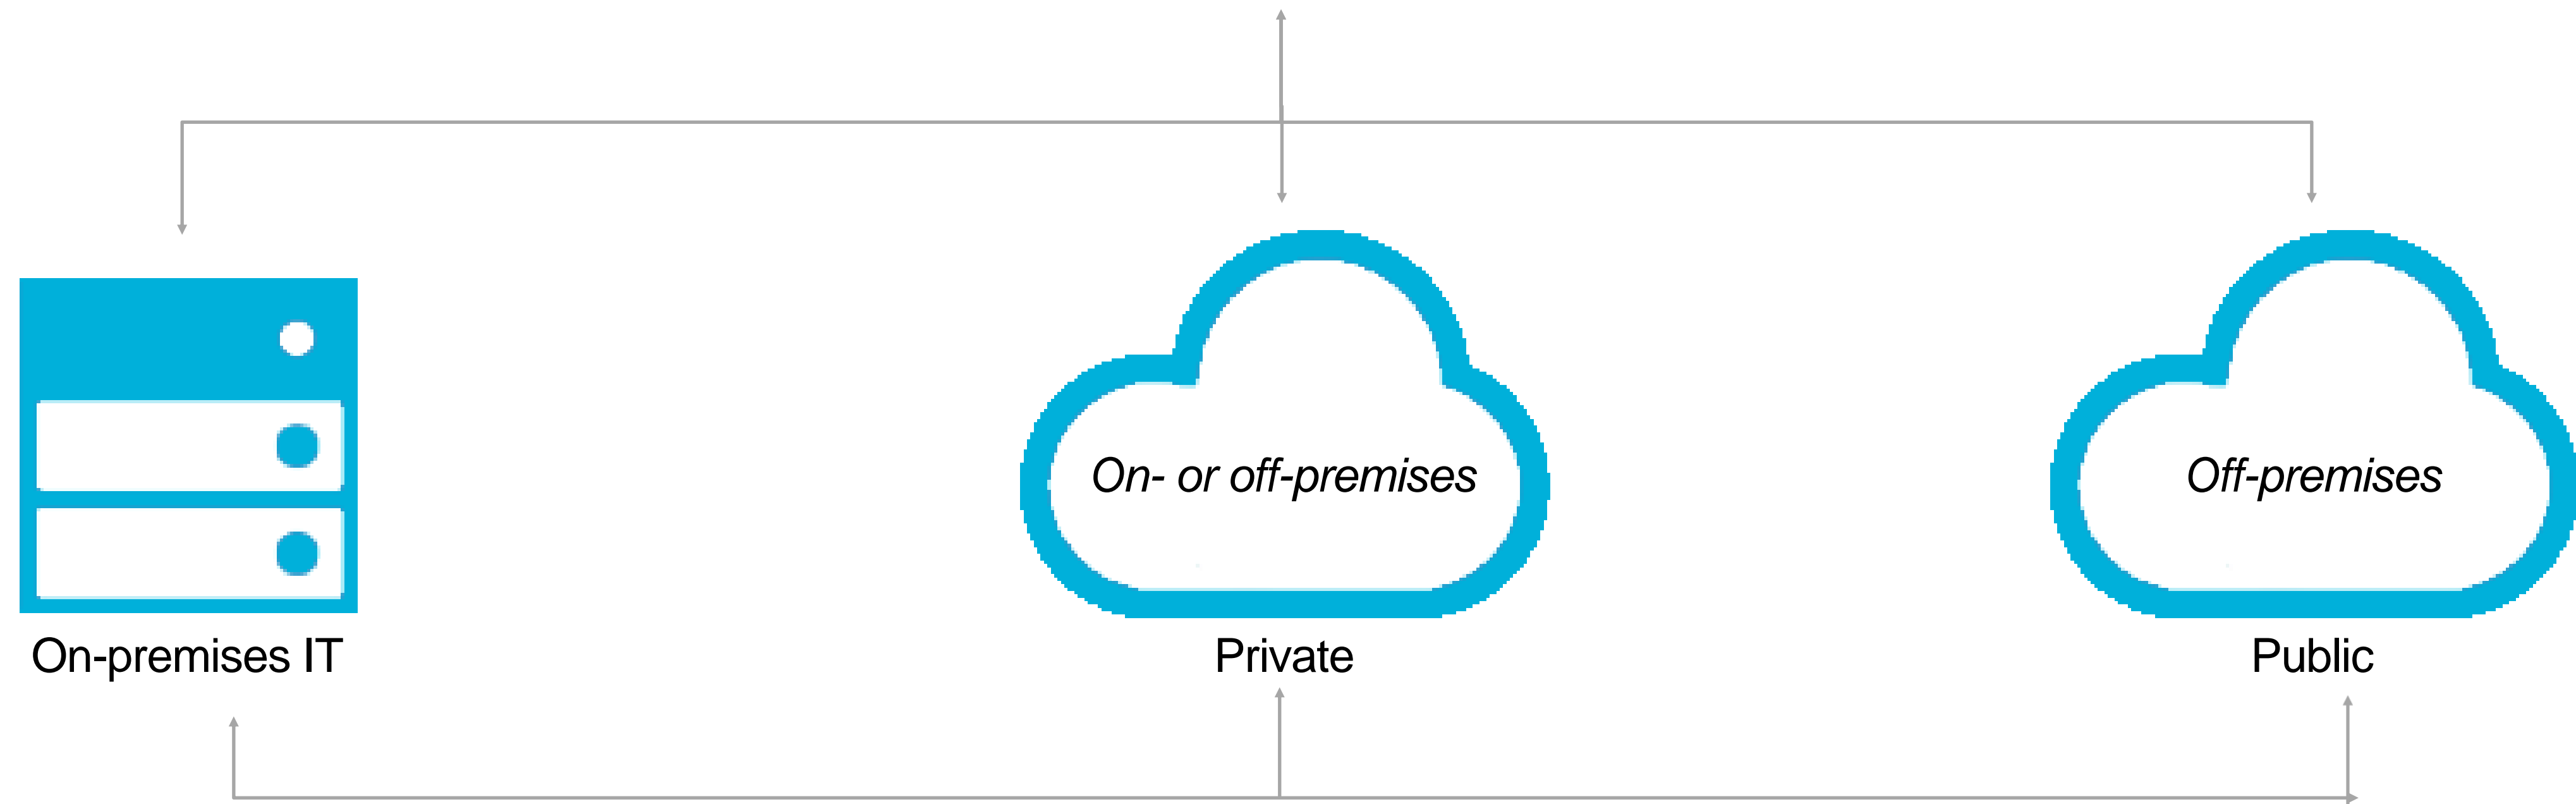 On- or off-premises
Off-premises
On-premises IT
Private
Public